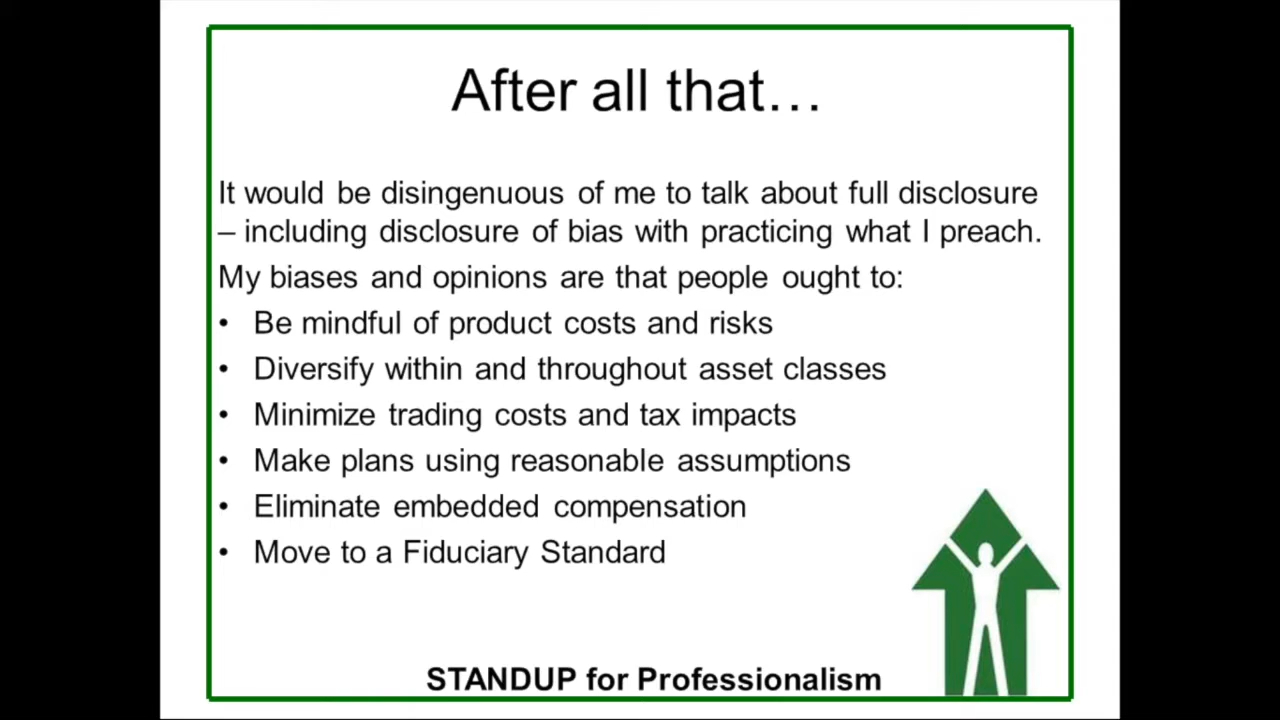 After all that…
It would be disingenuous of me to talk about full disclosure
– including disclosure of bias with practicing what I preach.
My biases and opinions are that people ought to:
• Be mindful of product costs and risks
• Diversify within and throughout asset classes
• Minimize trading costs and tax impacts
• Make plans using reasonable assumptions
• Eliminate embedded compensation
• Move to a Fiduciary Standard
STANDUP for Professionalism